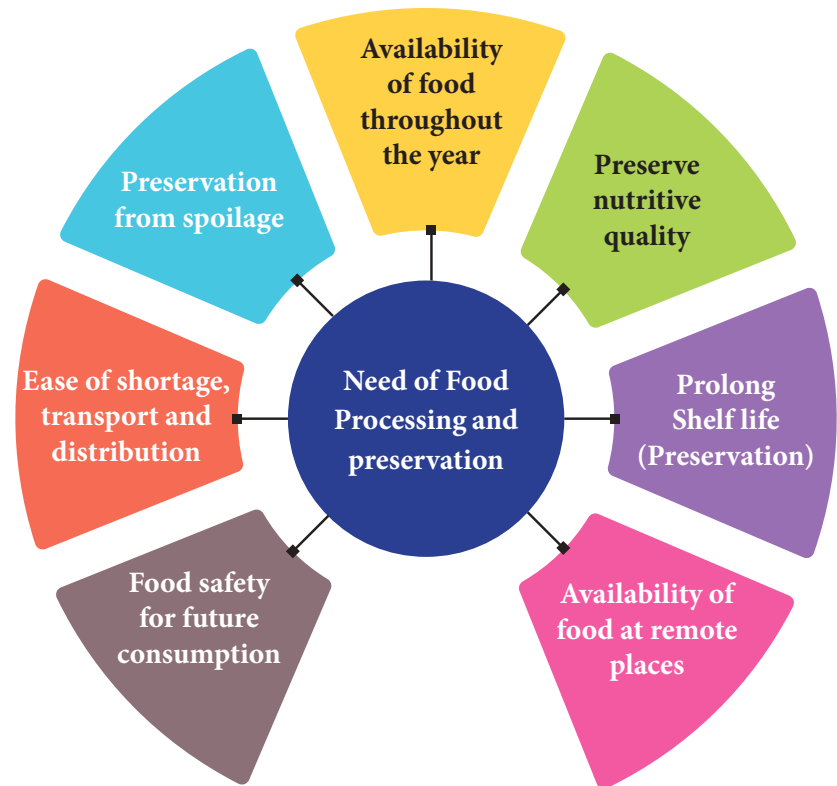 Availability
of food
throughout
the year
Preserve
nutritive
quality
Prolong
Shelf life
(Preservation)
Availability of
food at remote
places
Food safety
for future
consumption
Ease of shortage,
transport and
distribution
Preservation
from spoilage
Need of Food
Processing and
preservation